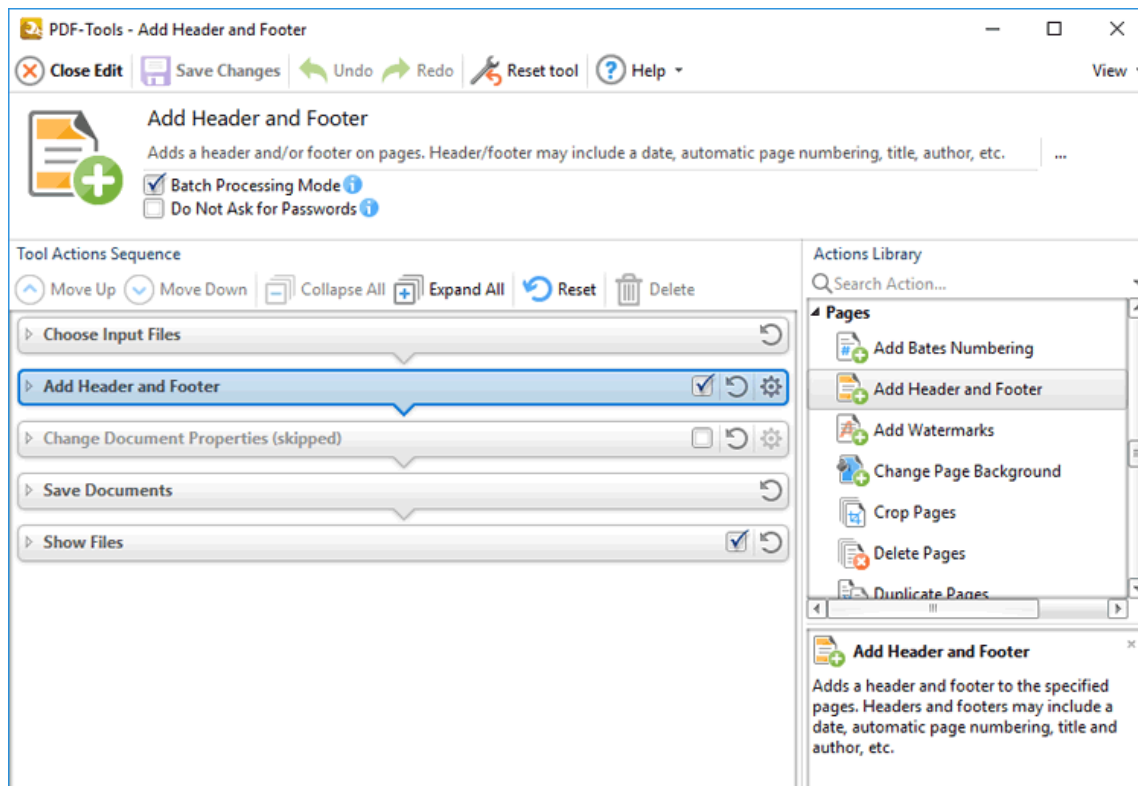 PDF-Tools - Add Header and Footer
Close Edit Save Changes Undo Redo Reset tool Help View
Add Header and Footer
Adds a header and/or footer on pages. Header/footer may include a date, automatic page numbering, title, author, etc. ...
Batch Processing Mode
Do Not Ask for Passwords
Tool Actions Sequence
Move Up Move Down Collapse All Expand All Reset Delete
Choose Input Files
Add Header and Footer
Change Document Properties (skipped)
Save Documents
Show Files
Actions Library
Search Action...
Pages
Add Bates Numbering
Add Header and Footer
Add Watermarks
Change Page Background
Crop Pages
Delete Pages
Duplicate Pages
Add Header and Footer
Adds a header and footer to the specified
pages. Headers and footers may include a
date, automatic page numbering, title and
author, etc.